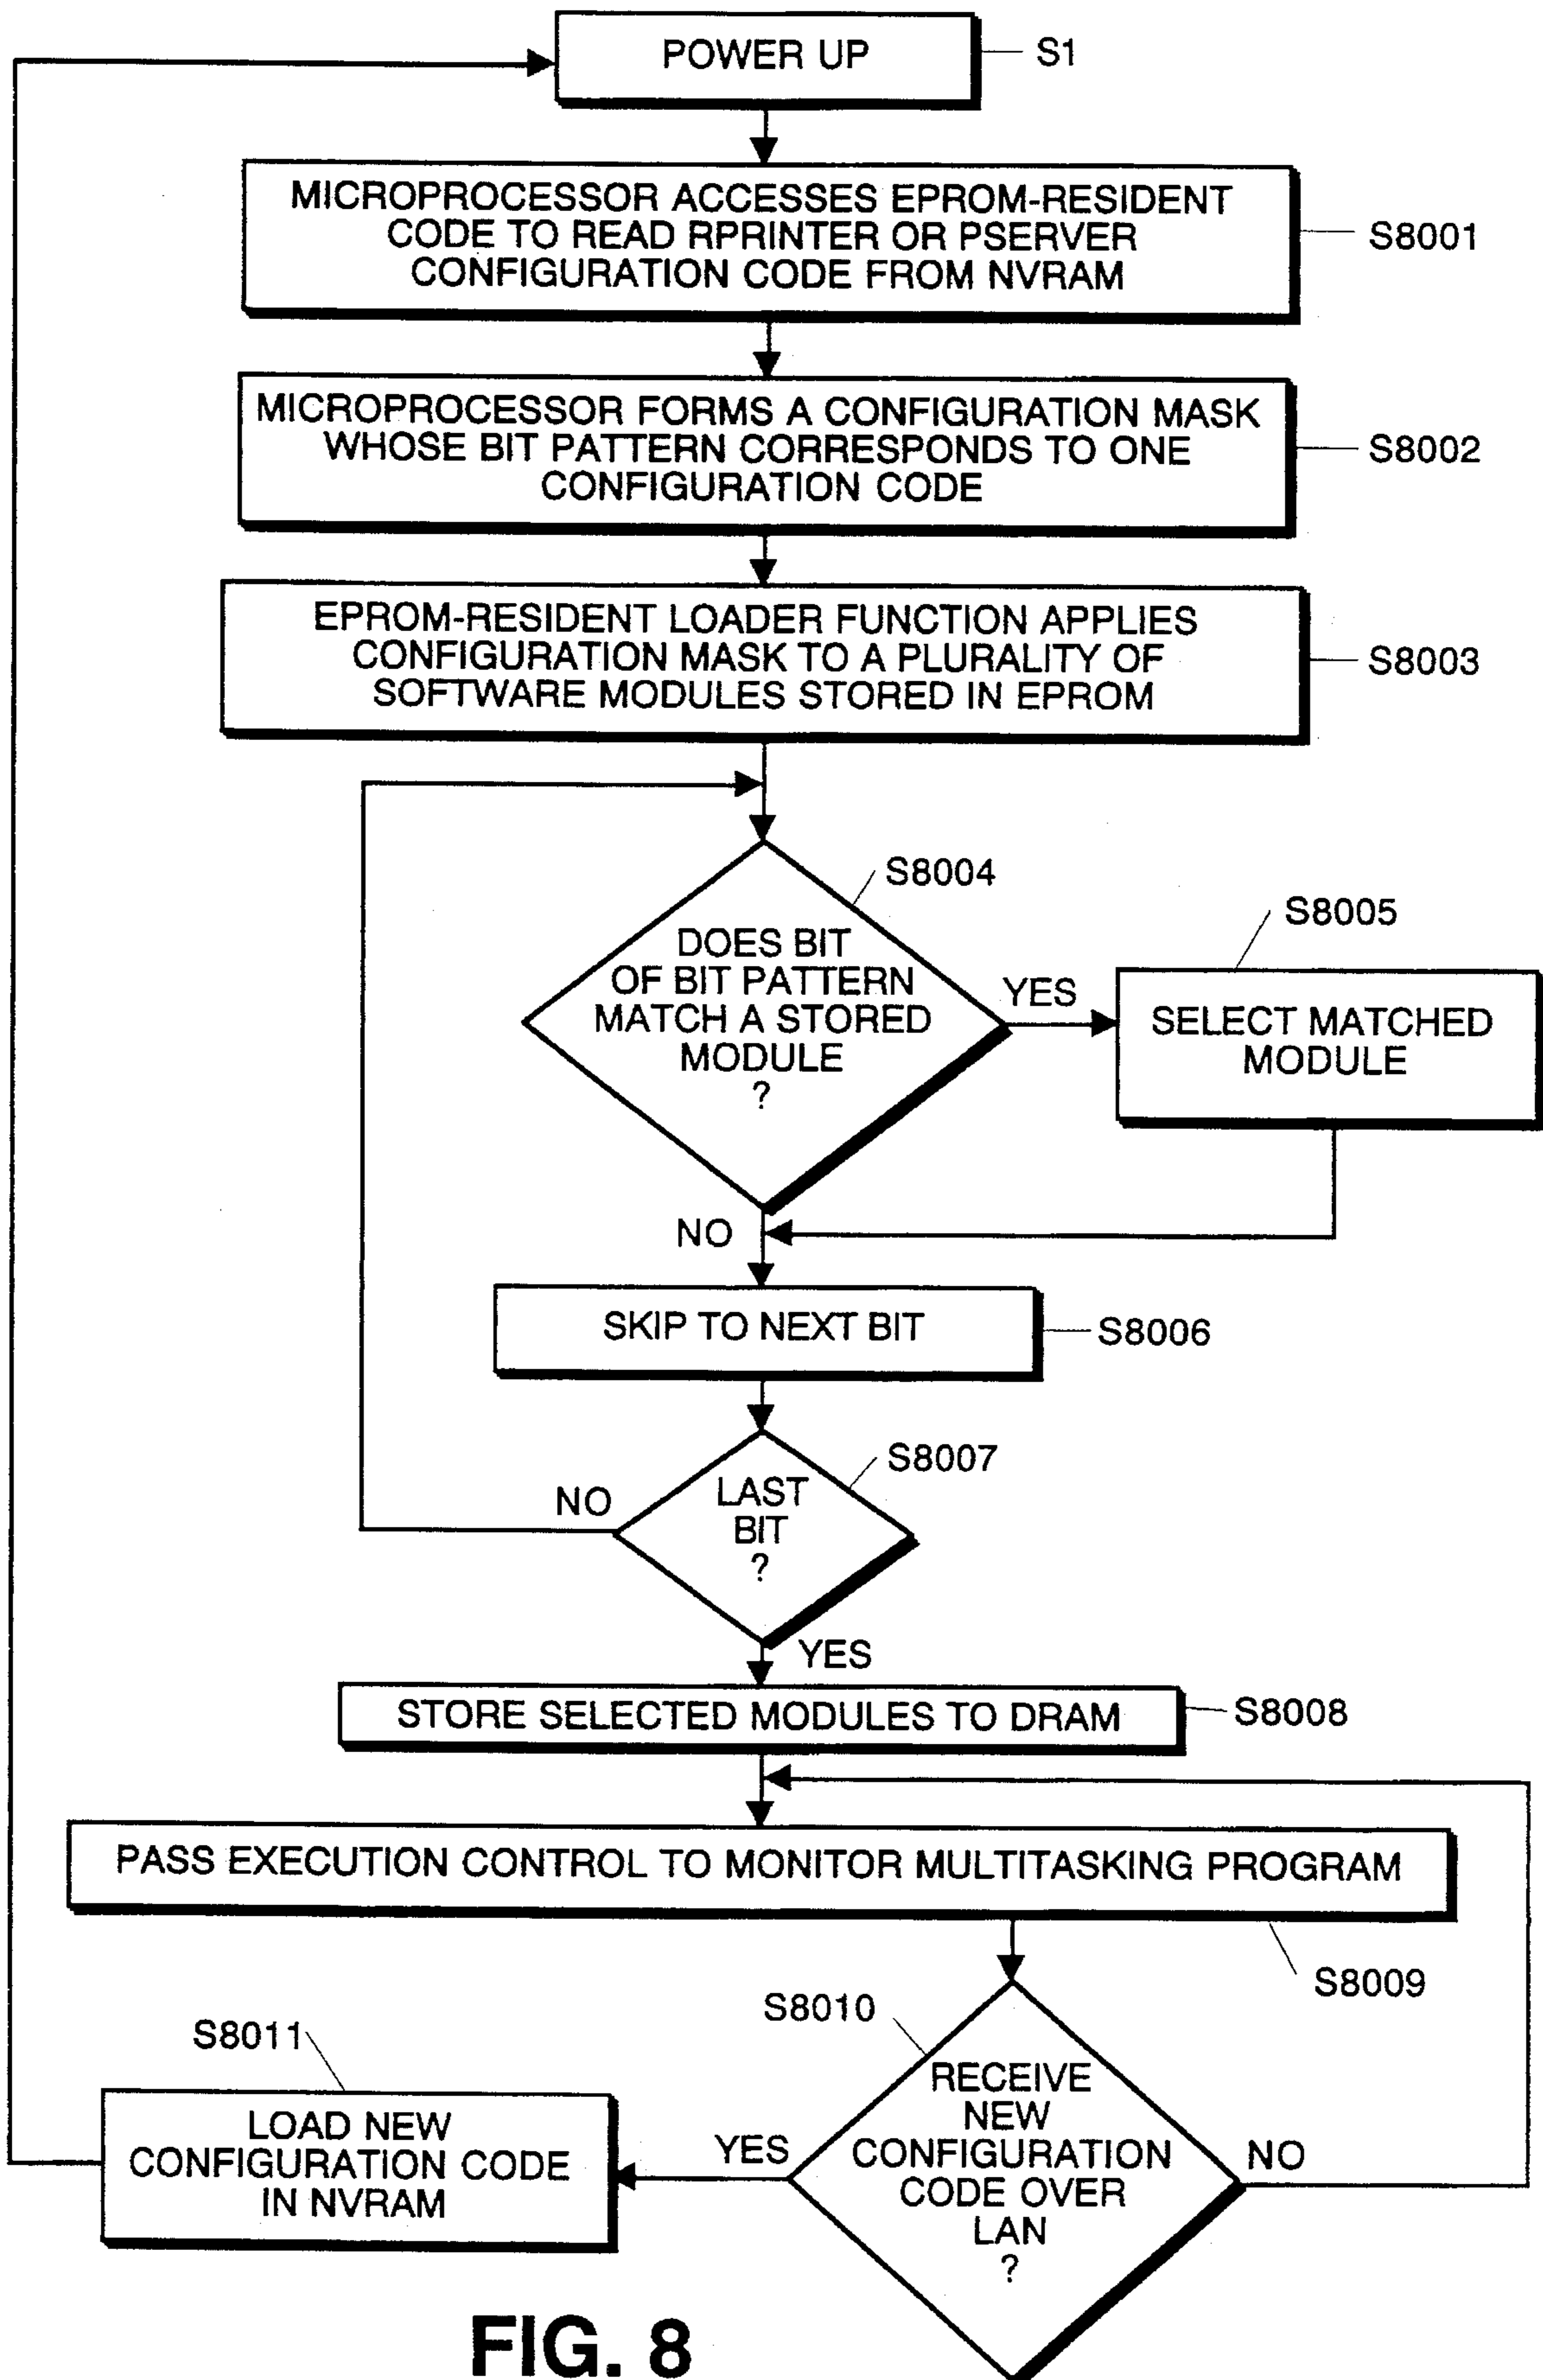 POWER UP
S1
MICROPROCESSOR ACCESSES EPROM-RESIDENT
CODE TO READ RPRINTER OR PSERVER
CONFIGURATION CODE FROM NVRAM
S8001
MICROPROCESSOR FORMS A CONFIGURATION MASK
WHOSE BIT PATTERN CORRESPONDS TO ONE
CONFIGURATION CODE
S8002
EPROM-RESIDENT LOADER FUNCTION APPLIES
CONFIGURATION MASK TO A PLURALITY OF
SOFTWARE MODULES STORED IN EPROM
S8003
S8004
DOES BIT
OF BIT PATTERN
MATCH A STORED
MODULE
?
YES
S8005
SELECT MATCHED
MODULE
NO
SKIP TO NEXT BIT
S8006
S8007
LAST
BIT
?
NO
YES
STORE SELECTED MODULES TO DRAM
S8008
PASS EXECUTION CONTROL TO MONITOR MULTITASKING PROGRAM
S8009
S8010
RECEIVE
NEW
CONFIGURATION
CODE OVER
LAN
?
NO
YES
S8011
LOAD NEW
CONFIGURATION CODE
IN NVRAM
FIG. 8